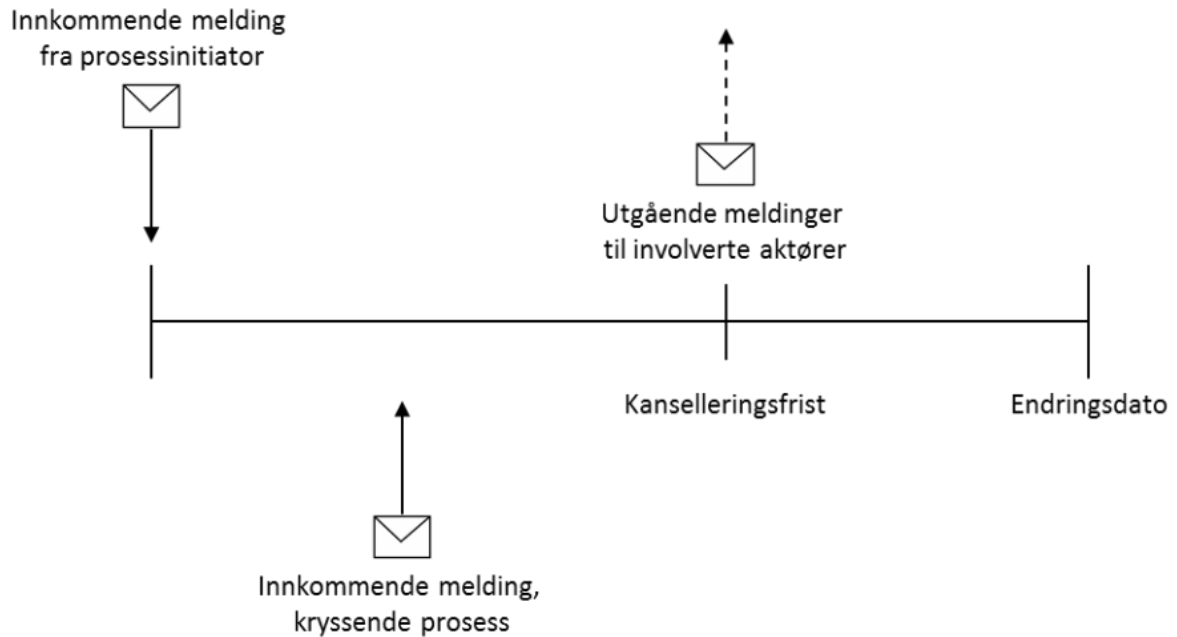 Innkommende melding
fra prosessinitiator
Utgående meldinger
til involverte aktører
Kanselleringsfrist
Endringsdato
Innkommende melding,
kryssende prosess